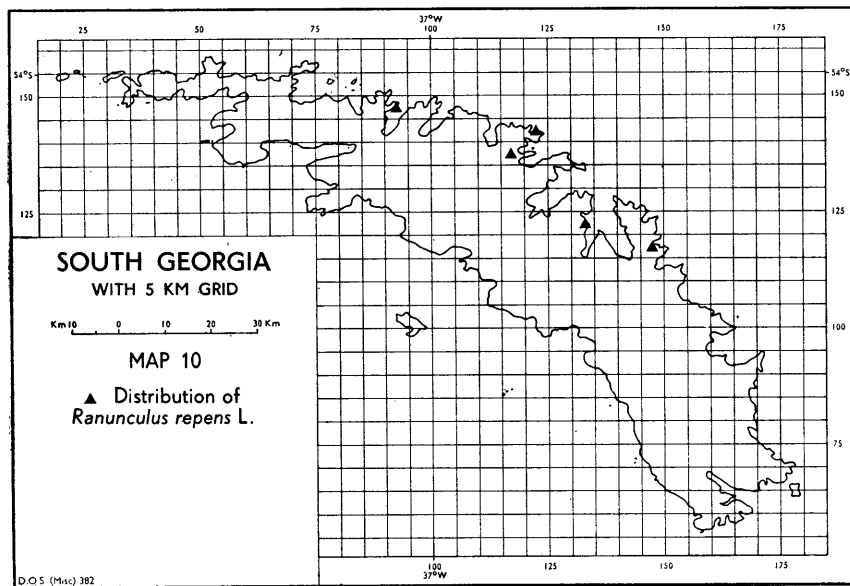 37°W
25 50 75 100 125 150 175
54°S 54°S
150 150
125 125
SOUTH GEORGIA
WITH 5 KM GRID
Km10 0 10 20 30 Km
100
MAP 10
▲ Distribution of
Ranunculus repens L.
75
100 125 150 175
37°W
D.O.S (Misc) 382